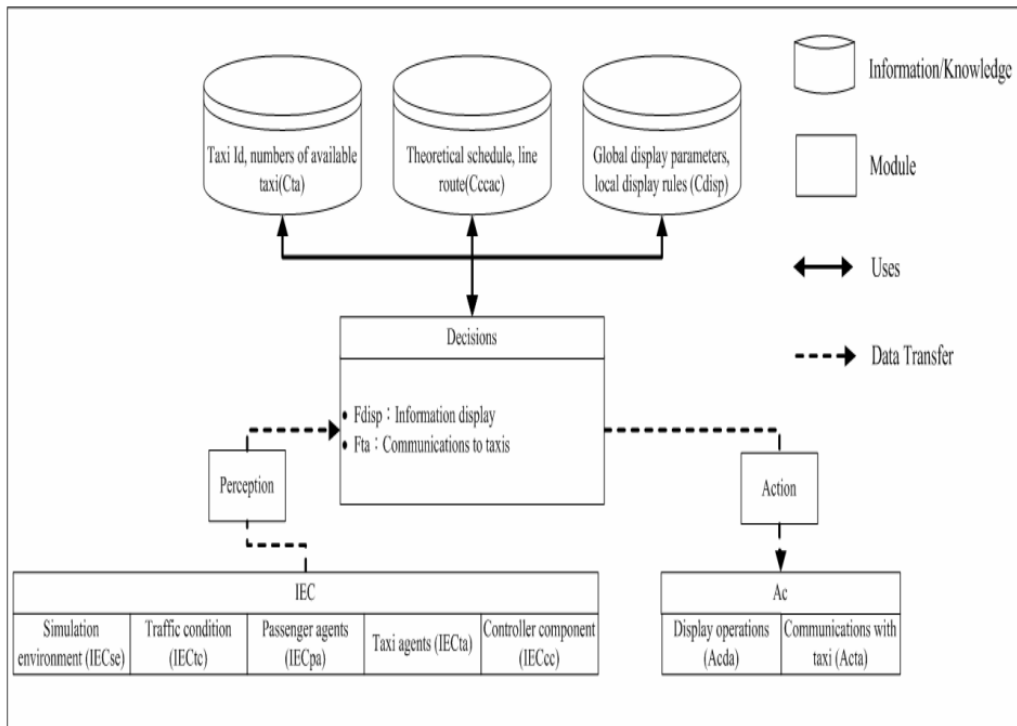 Taxi Id, numbers of available
taxi(Cta)
Theoretical schedule, line
route(Cccac)
Global display parameters,
local display rules (Cdisp)
Information/Knowledge
Module
Uses
Data Transfer
Decisions
• Fdisp：Information display
• Fta：Communications to taxis
Perception
Action
IEC
Simulation
environment (IECse)
Traffic condition
(IECtc)
Passenger agents
(IECpa)
Taxi agents (IECta)
Controller component
(IECcc)
Ac
Display operations
(Acda)
Communications with
taxi (Acta)